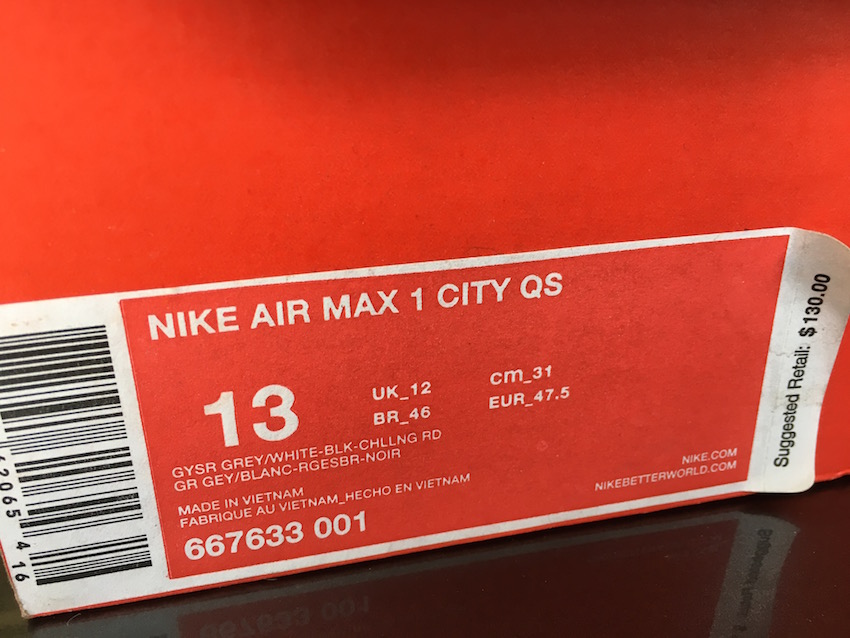 NIKE AIR MAX 1 CITY QS
13
UK_12
cm_31
BR_46
EUR_47.5
GYSR GREY/WHITE-BLK-CHLLNG RD
GR GEY/BLANC-RGESBR-NOIR
MADE IN VIETNAM
FABRIQUE AU VIETNAM_HECHO EN VIETNAM
667633 001
NIKE.COM
NIKEBETTERWORLD.COM
Suggested Retail: $130.00
62065 416